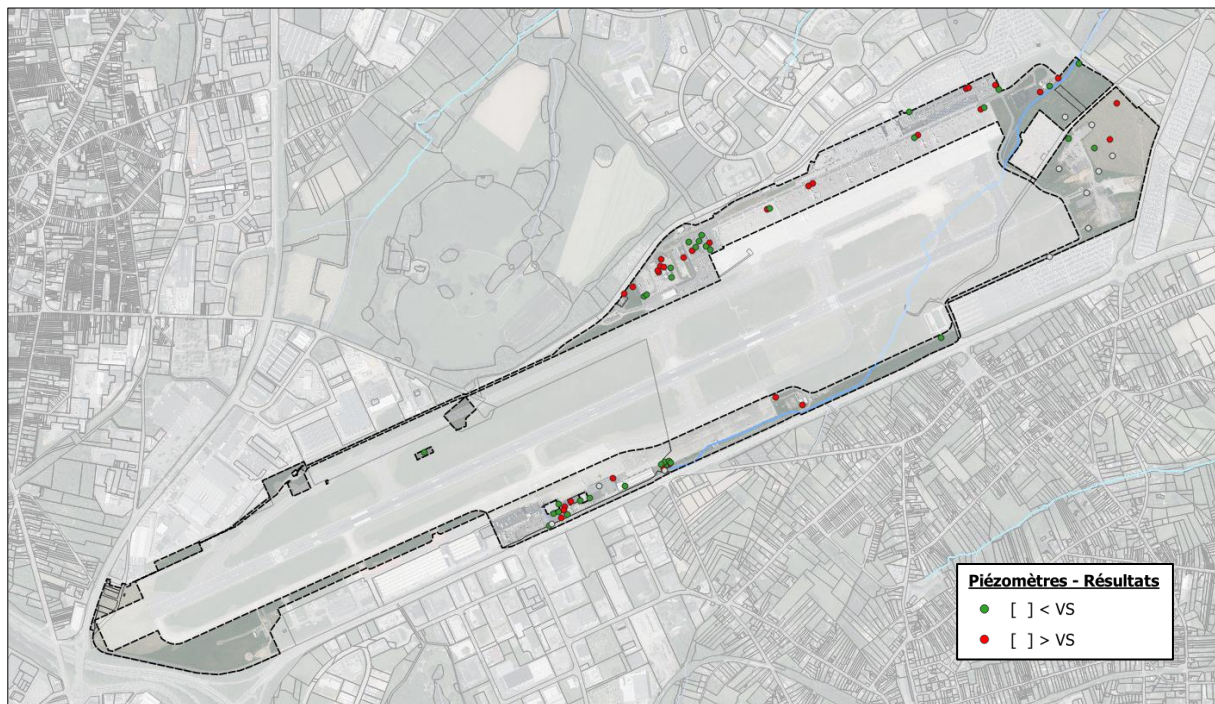 Piézomètres - Résultats
[ ] < VS
[ ] > VS